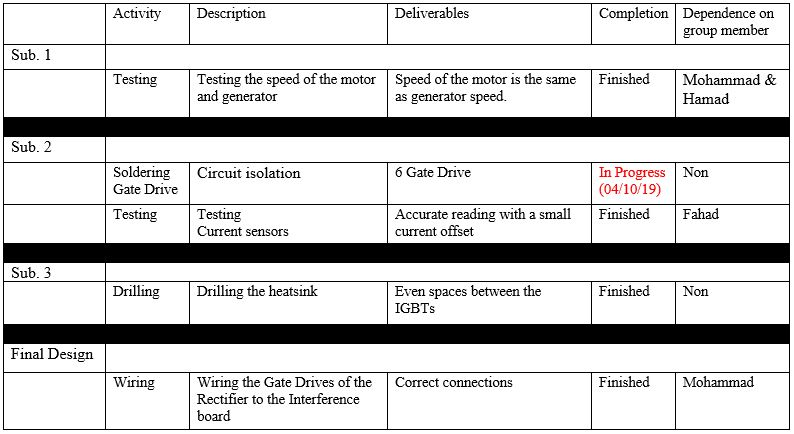 Activity Description Deliverables Completion Dependence on
group member
Sub. 1
Testing Testing the speed of the motor Speed of the motor is the same Finished Mohammad &
and generator as generator speed. Hamad
Sub. 2
Soldering Circuit isolation 6 Gate Drive In Progress Non
Gate Drive (04/10/19)
Testing Testing Accurate reading with a small Finished Fahad
Current sensors current offset
Sub. 3
Drilling Drilling the heatsink Even spaces between the Finished Non
IGBTs
Final Design
Wiring Wiring the Gate Drives of the Correct connections Finished Mohammad
Rectifier to the Interference
board